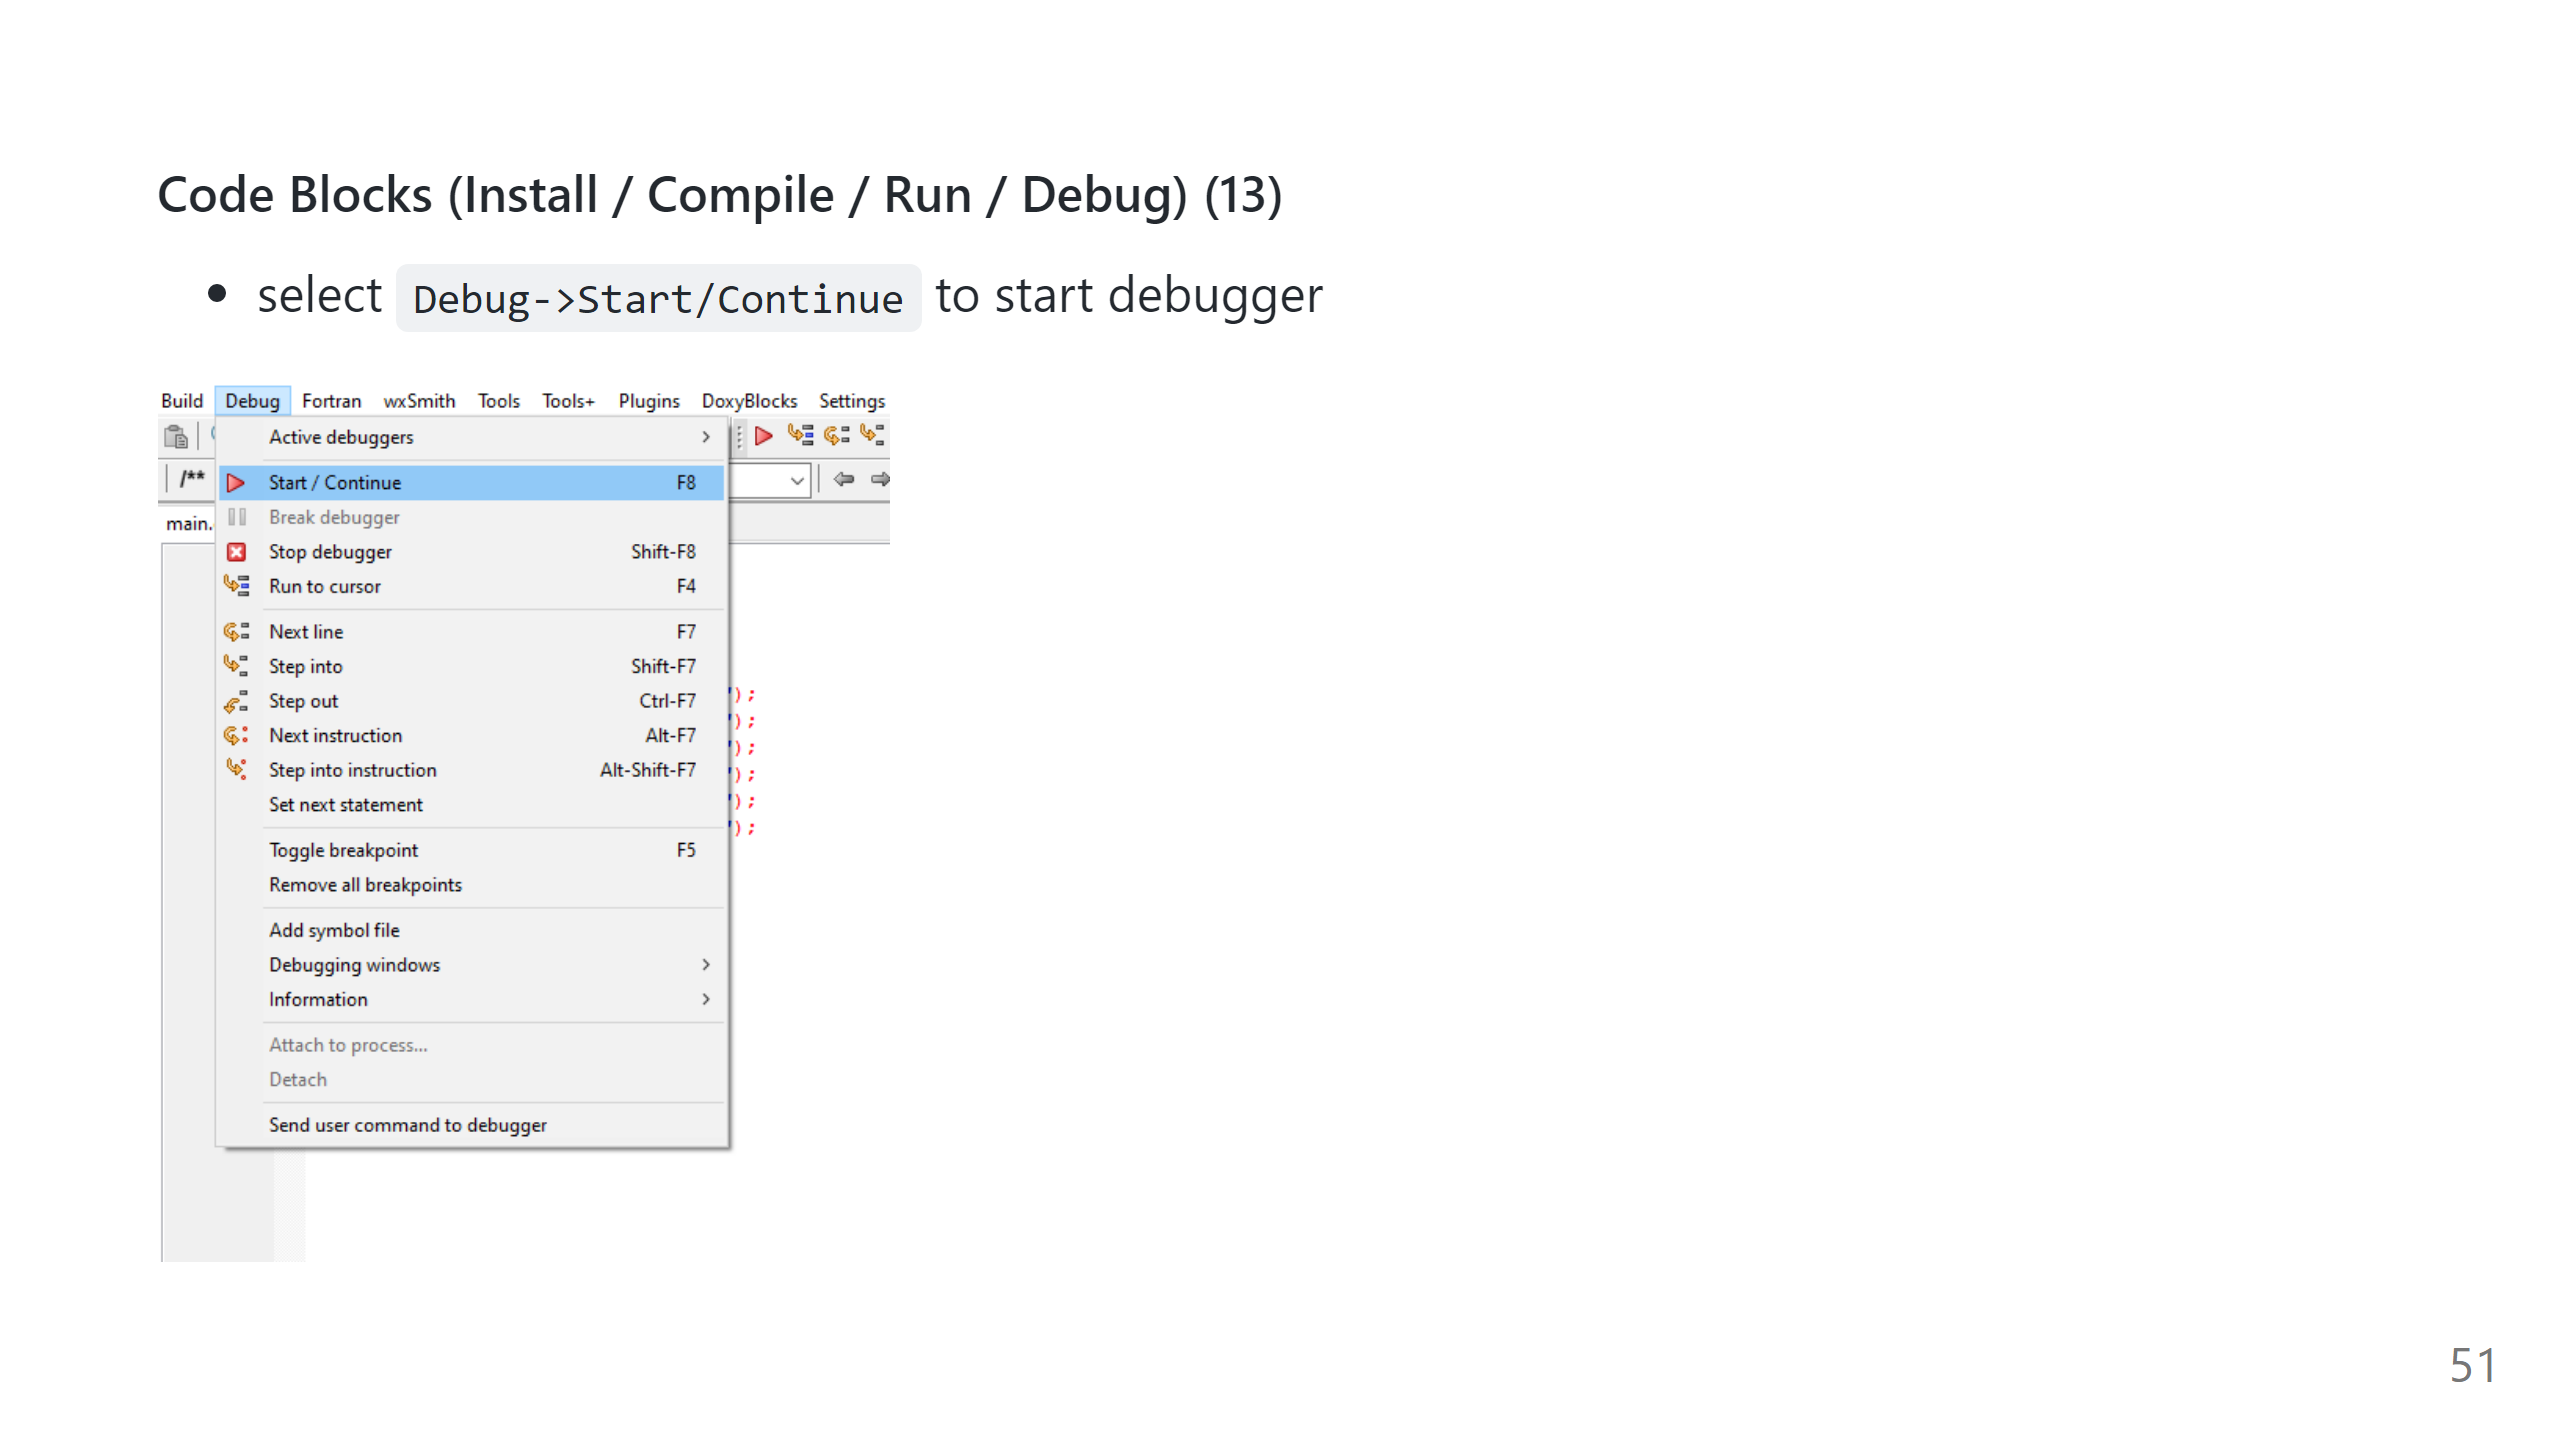 Code Blocks (Install / Compile / Run / Debug) (13)
• select Debug->Start/Continue to start debugger
Build Debug Fortran wxSmith Tools Tools+ Plugins DoxyBlocks Settings
Active debuggers
/** Start / Continue F8
Break debugger
main.
Stop debugger Shift-F8
Run to cursor F4
Next line F7
Step into Shift-F7
Step out Ctrl-F7
");
");
Next instruction Alt-F7
");
Step into instruction Alt-Shift-F7
");
Set next statement
");
");
Toggle breakpoint F5
Remove all breakpoints
Add symbol file
Debugging windows
Information
Attach to process...
Detach
Send user command to debugger
51